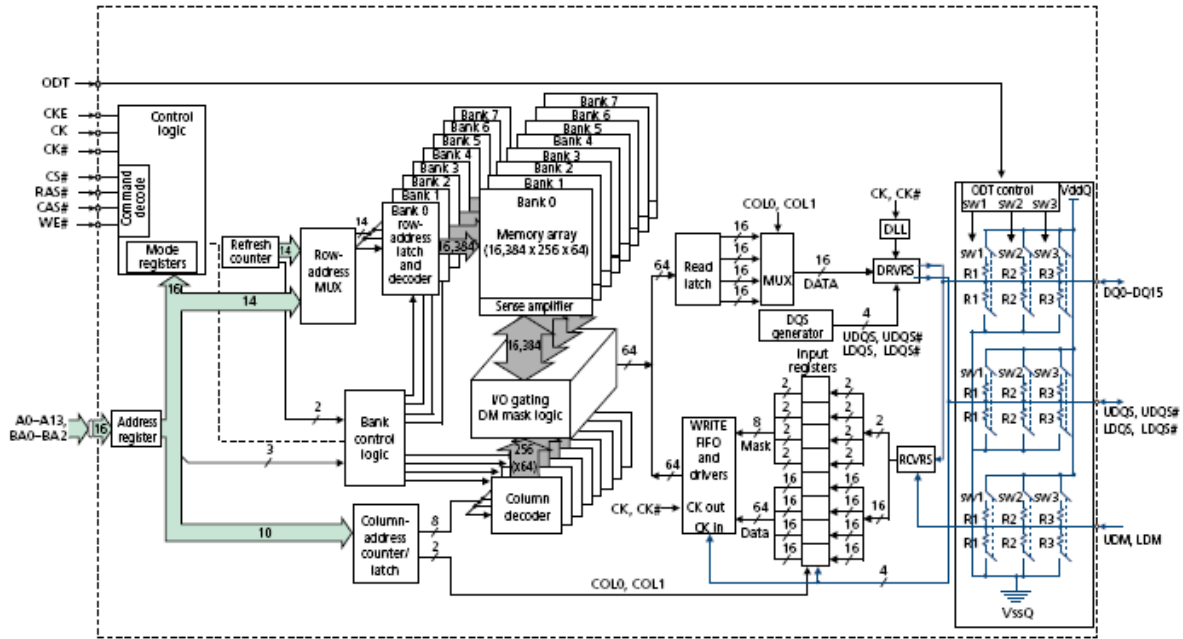 ODT
CKE
CK
CK#
CS#
RAS#
CAS#
WE#
Control
logic
Command
decode
Mode
registers
16
Refresh
counter
14
14
Row-
address
MUX
14
Bank 7
Bank 6
Bank 5
Bank 4
Bank 3
Bank 2
Bank 1
Bank 0
row-
address
latch
and
decoder
16,384
Bank 7
Bank 6
Bank 5
Bank 4
Bank 3
Bank 2
Bank 1
Bank 0
Memory array
(16,384 x 256 x 64)
Sense amplifier
16,384
I/O gating
DM mask logic
256
(x64)
Column
decoder
A0–A13,
BA0–BA2
16
Address
register
2
3
Bank
control
logic
10
Column-
address
counter/
latch
8
2
COL0, COL1
64
64
64
Read
latch
16
16
16
16
COL0, COL1
MUX
16
DATA
CK, CK#
DLL
DRVRS
DQS
generator
4
UDQS, UDQS#
LDQS, LDQS#
Input
registers
2
2
2
2
2
2
2
2
8
Mask
WRITE
FIFO
and
drivers
CK out
CK in
CK, CK#
64
Data
16
16
16
16
16
16
16
16
2
16
RCVRS
4
ODT control
VddQ
sw1 sw2 sw3
sw1 sw2 sw3
R1 R2 R3
R1 R2 R3
DQ0–DQ15
sw1 sw2 sw3
R1 R2 R3
R1 R2 R3
UDQS, UDQS#
LDQS, LDQS#
sw1 sw2 sw3
R1 R2 R3
R1 R2 R3
UDM, LDM
VssQ